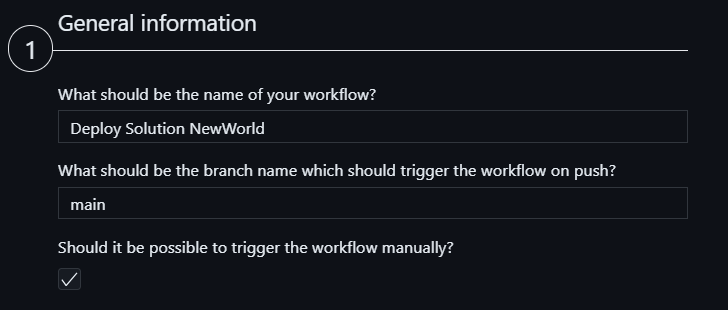 General information
1
What should be the name of your workflow?
Deploy Solution NewWorld
What should be the branch name which should trigger the workflow on push?
main
Should it be possible to trigger the workflow manually?